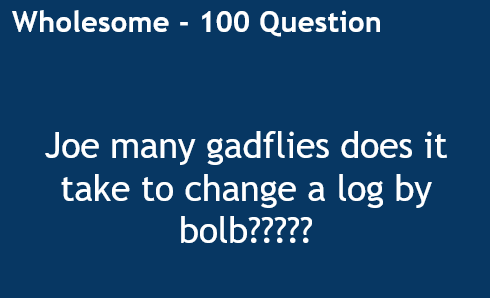 Wholesome - 100 Question
Joe many gadflies does it
take to change a log by
bolb?????